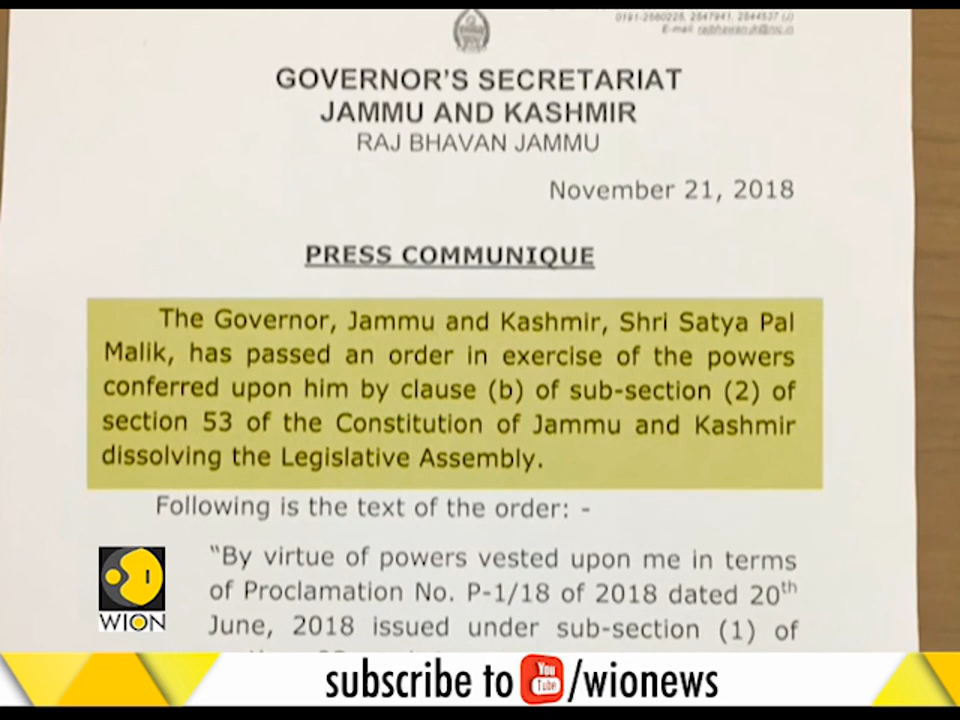 GOVERNOR'S SECRETARIAT
JAMMU AND KASHMIR
RAJ BHAVAN JAMMU
November 21, 2018
PRESS COMMUNIQUE
The Governor, Jammu and Kashmir, Shri Satya Pal
Malik, has passed an order in exercise of the powers
conferred upon him by clause (b) of sub-section (2) of
section 53 of the Constitution of Jammu and Kashmir
dissolving the Legislative Assembly.
Following is the text of the order: -
"By virtue of powers vested upon me in terms
of Proclamation No. P-1/18 of 2018 dated 20th
June, 2018 issued under sub-section (1) of
WION
subscribe to You Tube /wionews